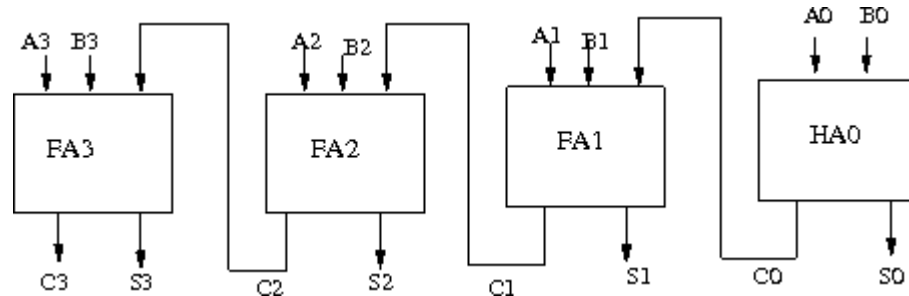 A3 B3 A2 B2 A1 B1 A0 B0
FA3 FA2 FA1 HA0
C3 S3 C2 S2 C1 S1 C0 S0